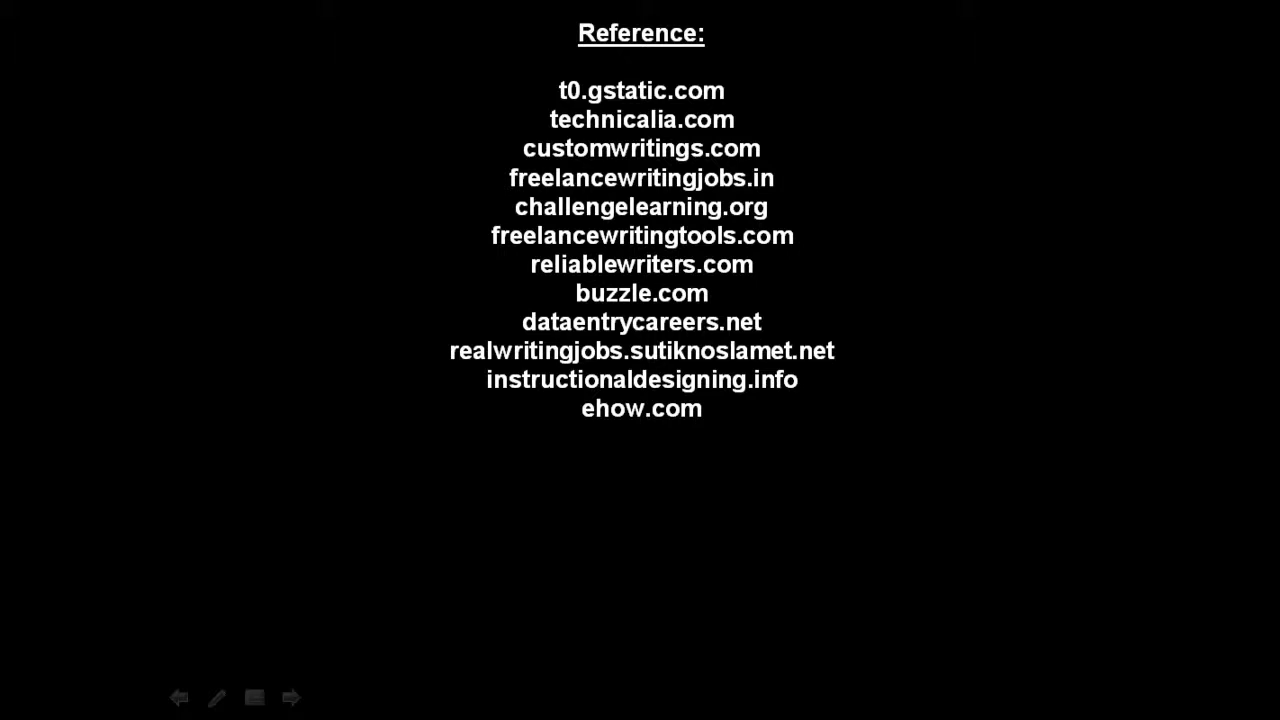 Reference:
t0.gstatic.com
technicalia.com
customwritings.com
freelancewritingjobs.in
challengelearning.org
freelancewritingtools.com
reliablewriters.com
buzzle.com
dataentrycareers.net
realwritingjobs.sutiknoslamet.net
instructionaldesigning.info
ehow.com